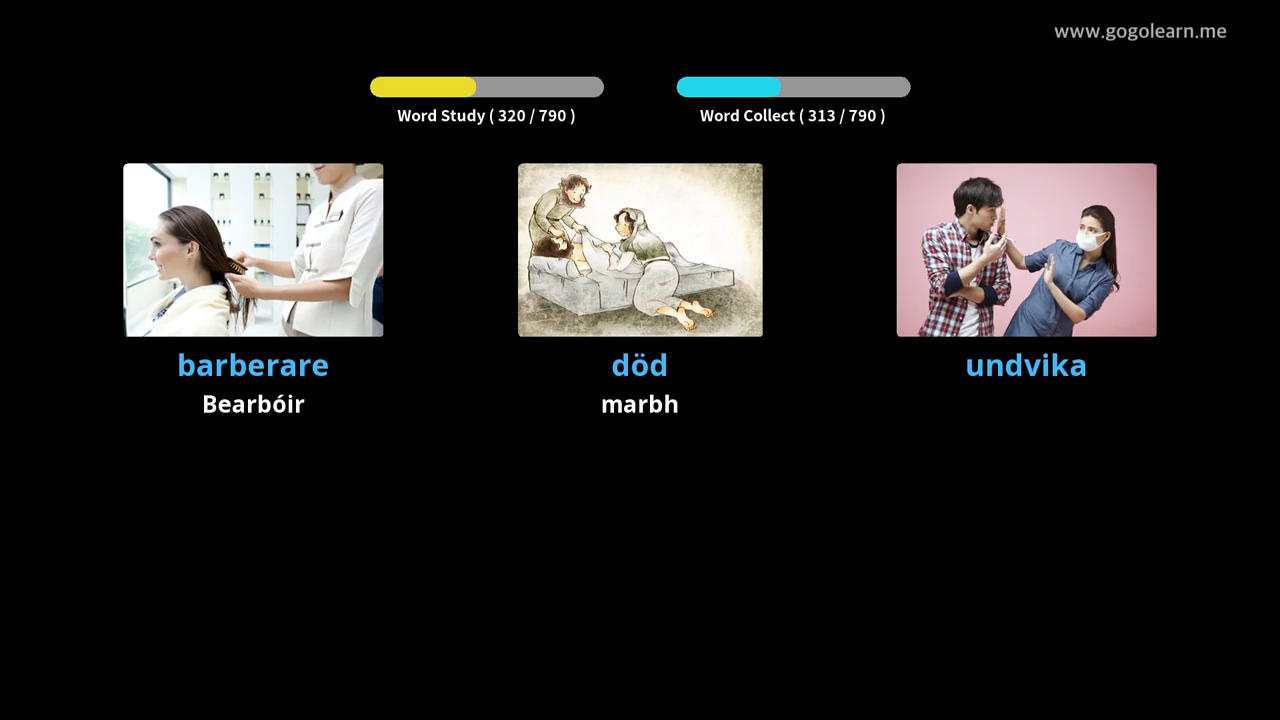 www.gogolearn.me
Word Study ( 320 / 790 )
Word Collect ( 313 / 790 )
barberare
Bearbóir
död
marbh
undvika